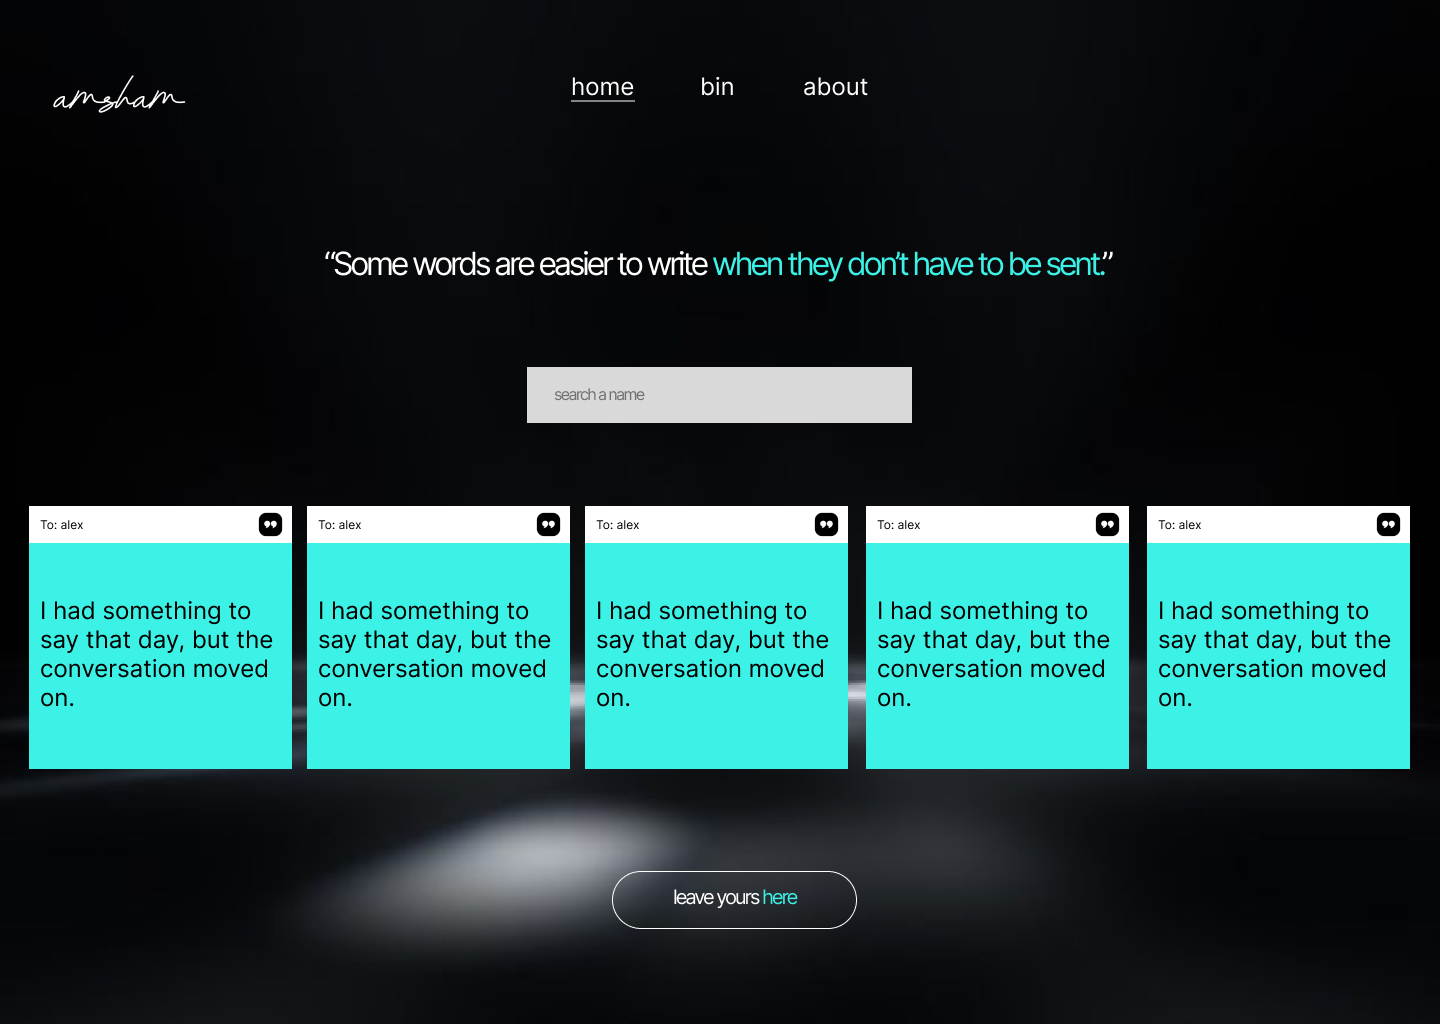 amsham
home bin about
“Some words are easier to write when they don’t have to be sent.”
search a name
To: alex
I had something to
say that day, but the
conversation moved
on.
To: alex
I had something to
say that day, but the
conversation moved
on.
To: alex
I had something to
say that day, but the
conversation moved
on.
To: alex
I had something to
say that day, but the
conversation moved
on.
To: alex
I had something to
say that day, but the
conversation moved
on.
leave yours here